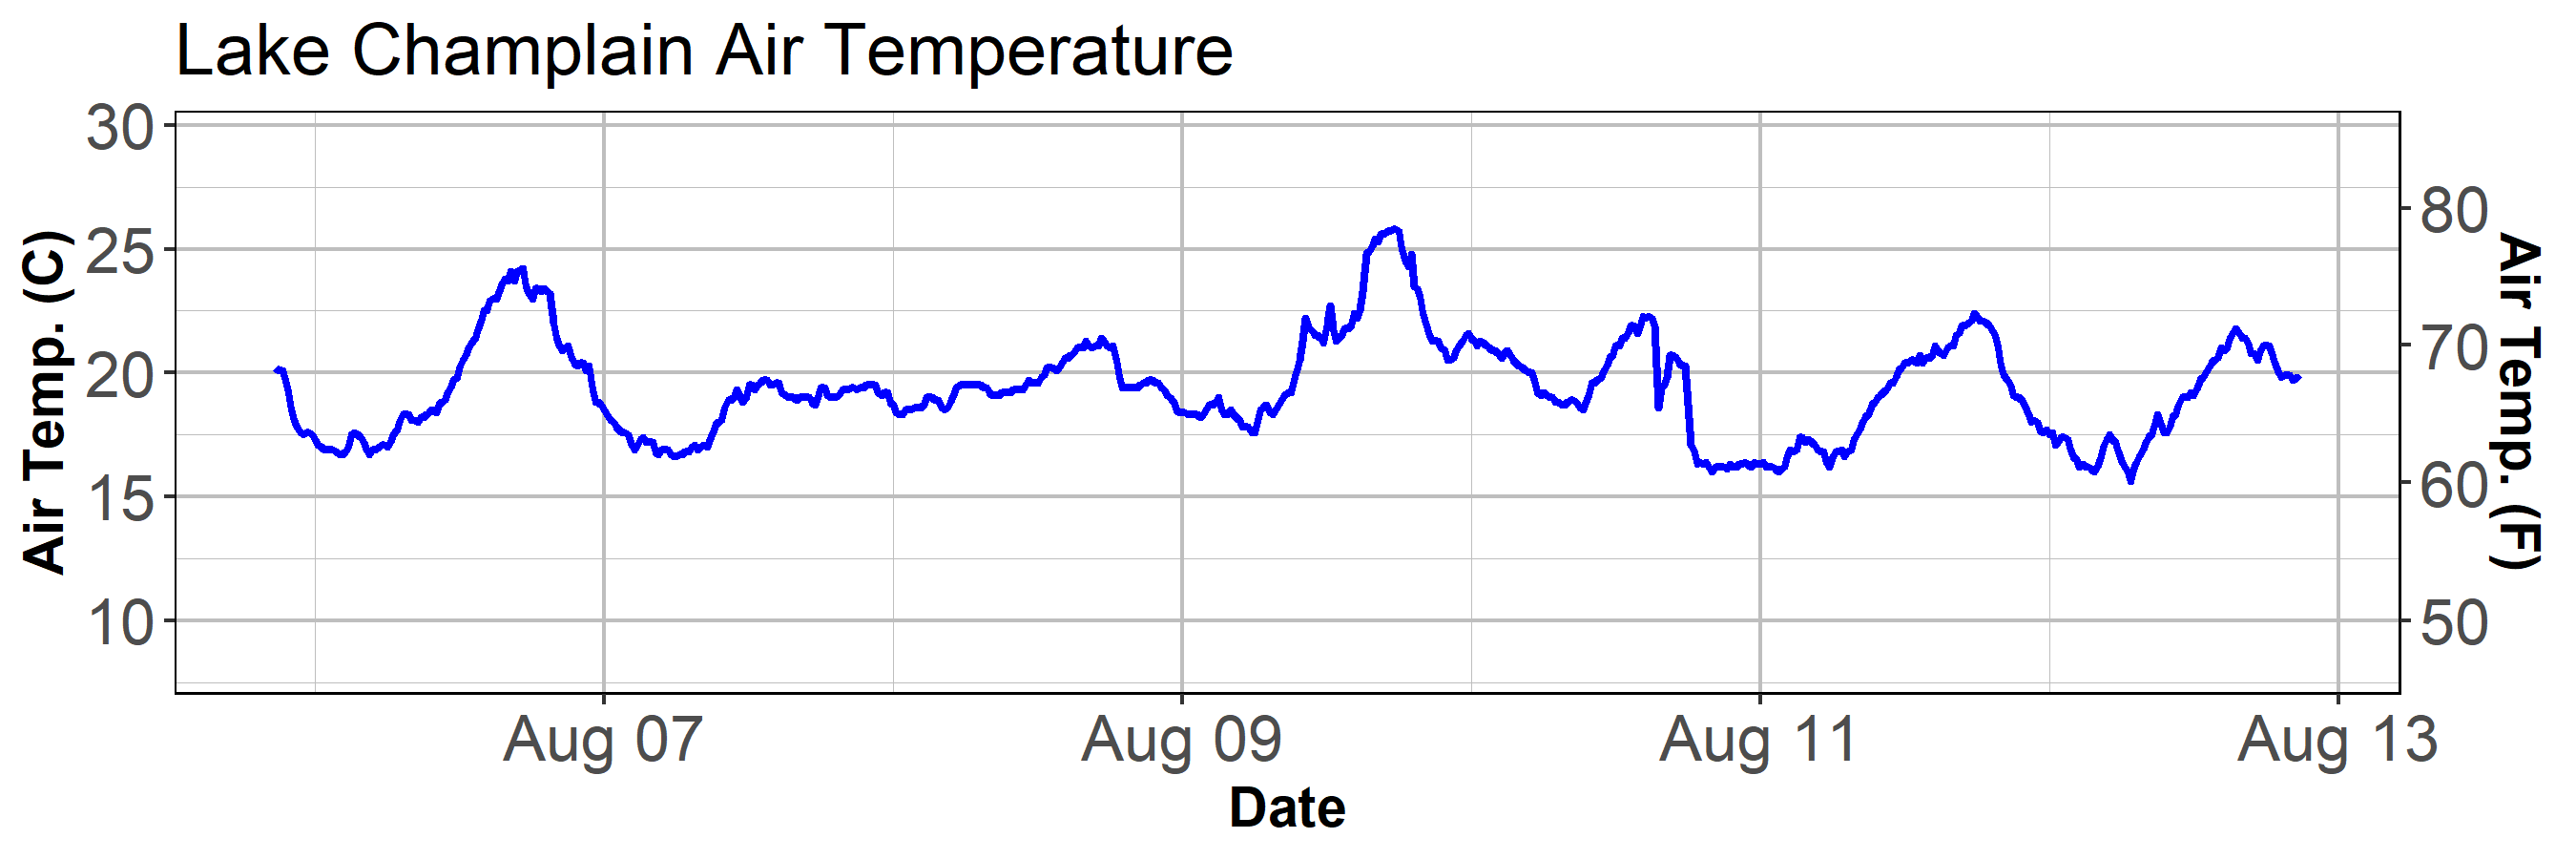 Lake Champlain Air Temperature
30
25
20
15
10
Air Temp. (C)
80
70
60
50
Air Temp. (F)
Aug 07
Aug 09
Aug 11
Aug 13
Date